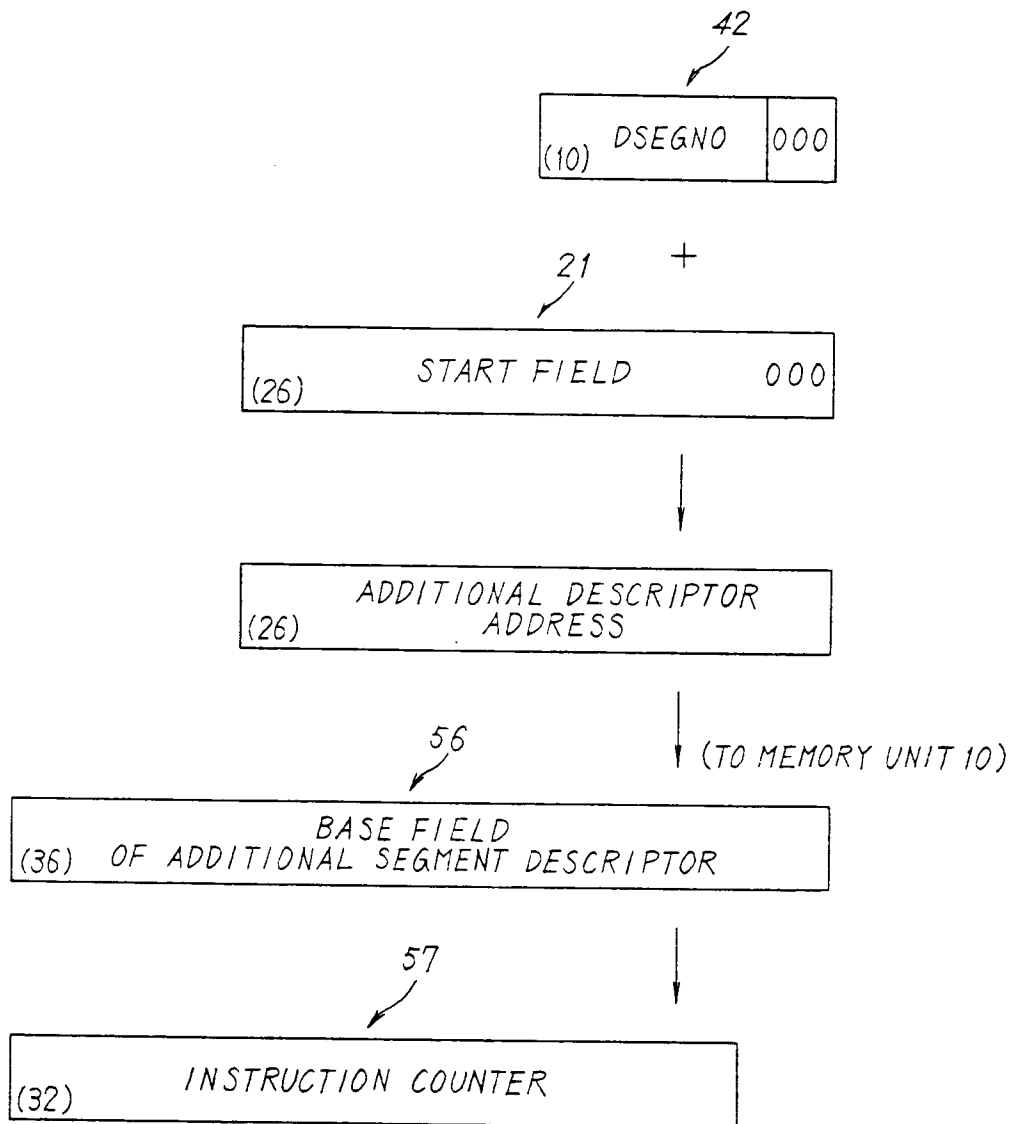 42
(10) DSEGNO 000
+
21
(26) START FIELD 000
ADDITIONAL DESCRIPTOR
(26) ADDRESS
(TO MEMORY UNIT 10)
56
BASE FIELD
(36) OF ADDITIONAL SEGMENT DESCRIPTOR
57
(32) INSTRUCTION COUNTER